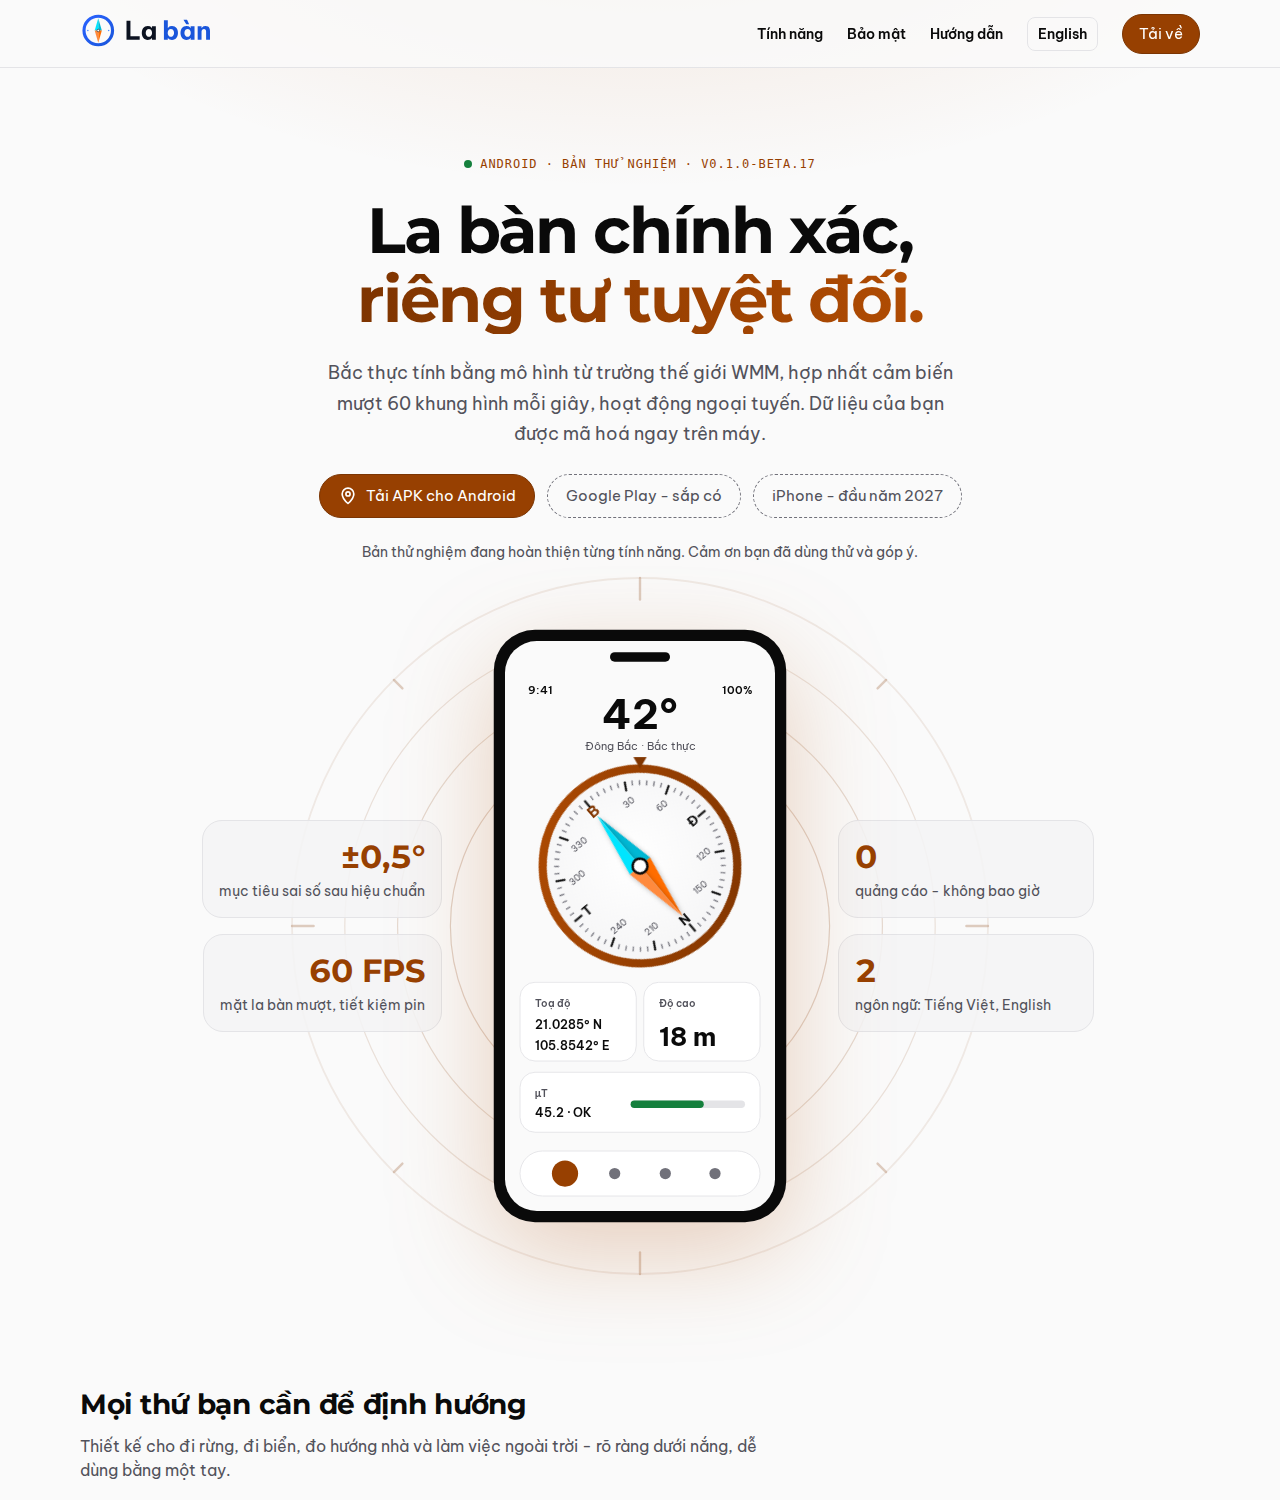 La bàn
Tính năng
Bảo mật
Hướng dẫn
English
Tải về
ANDROID · BẢN THỬ NGHIỆM · V0.1.0-BETA.17
La bàn chính xác,
riêng tư tuyệt đối.
Bắc thực tính bằng mô hình từ trường thế giới WMM, hợp nhất cảm biến
mượt 60 khung hình mỗi giây, hoạt động ngoại tuyến. Dữ liệu của bạn
được mã hoá ngay trên máy.
Tải APK cho Android
Google Play - sắp có
iPhone - đầu năm 2027
Bản thử nghiệm đang hoàn thiện từng tính năng. Cảm ơn bạn đã dùng thử và góp ý.
9:41
100%
42°
Đông Bắc · Bắc thực
B
30
60
Đ
120
150
N
210
240
T
300
330
±0,5°
mục tiêu sai số sau hiệu chuẩn
60 FPS
mặt la bàn mượt, tiết kiệm pin
0
quảng cáo - không bao giờ
2
ngôn ngữ: Tiếng Việt, English
Toạ độ
21.0285° N
105.8542° E
Độ cao
18 m
µT
45.2 · OK
Mọi thứ bạn cần để định hướng
Thiết kế cho đi rừng, đi biển, đo hướng nhà và làm việc ngoài trời - rõ ràng dưới nắng, dễ
dùng bằng một tay.